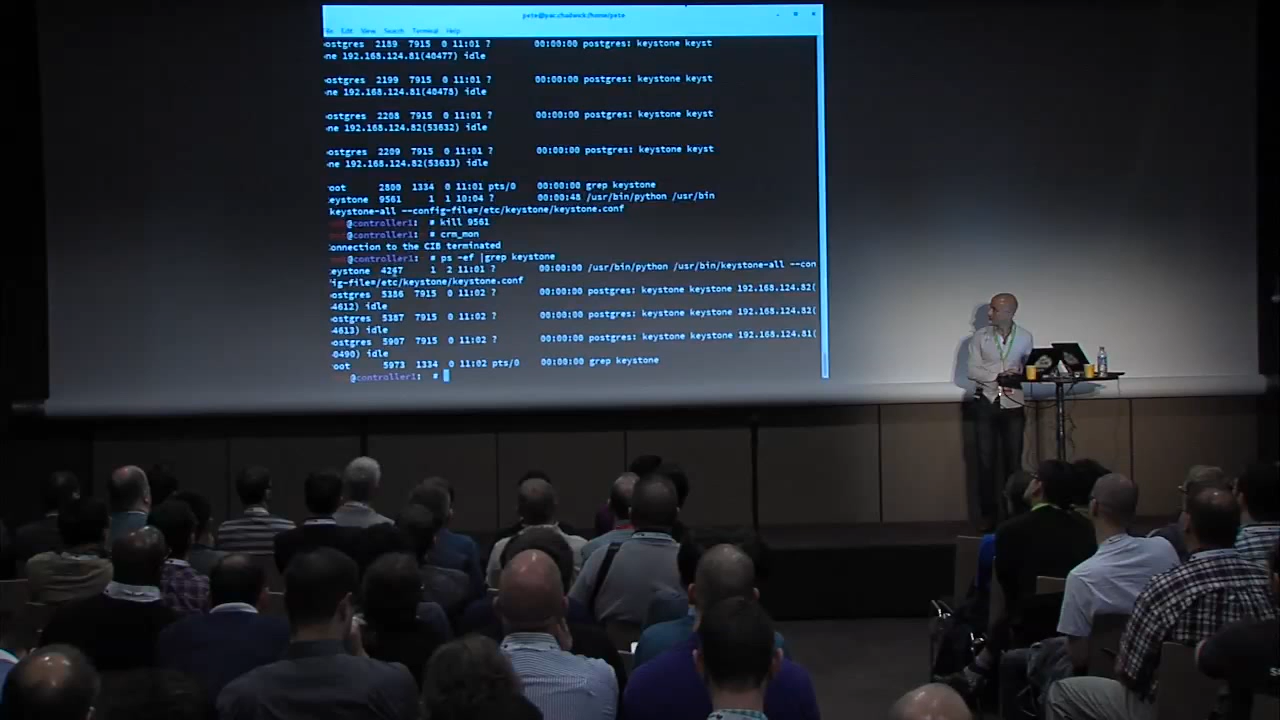 pete@pac.chadwick:/home/pete
File Edit View Search Terminal Help
postgres 2189 7915 0 11:01 ? 00:00:00 postgres: keystone keyst
one 192.168.124.81(40477) idle
postgres 2199 7915 0 11:01 ? 00:00:00 postgres: keystone keyst
one 192.168.124.81(40478) idle
postgres 2208 7915 0 11:01 ? 00:00:00 postgres: keystone keyst
one 192.168.124.82(53632) idle
postgres 2209 7915 0 11:01 ? 00:00:00 postgres: keystone keyst
one 192.168.124.82(53633) idle
root 2800 1334 0 11:01 pts/0 00:00:00 grep keystone
keystone 9561 1 1 10:04 ? 00:00:48 /usr/bin/python /usr/bin
/keystone-all --config-file=/etc/keystone/keystone.conf
@controller1: # kill 9561
@controller1: # crm_mon
Connection to the CIB terminated
@controller1: # ps -ef |grep keystone
keystone 4247 1 2 11:01 ? 00:00:00 /usr/bin/python /usr/bin/keystone-all --con
fig-file=/etc/keystone/keystone.conf
postgres 5386 7915 0 11:02 ? 00:00:00 postgres: keystone keystone 192.168.124.82(
4612) idle
postgres 5387 7915 0 11:02 ? 00:00:00 postgres: keystone keystone 192.168.124.82(
4613) idle
postgres 5907 7915 0 11:02 ? 00:00:00 postgres: keystone keystone 192.168.124.81(
0490) idle
root 5973 1334 0 11:02 pts/0 00:00:00 grep keystone
@controller1: #